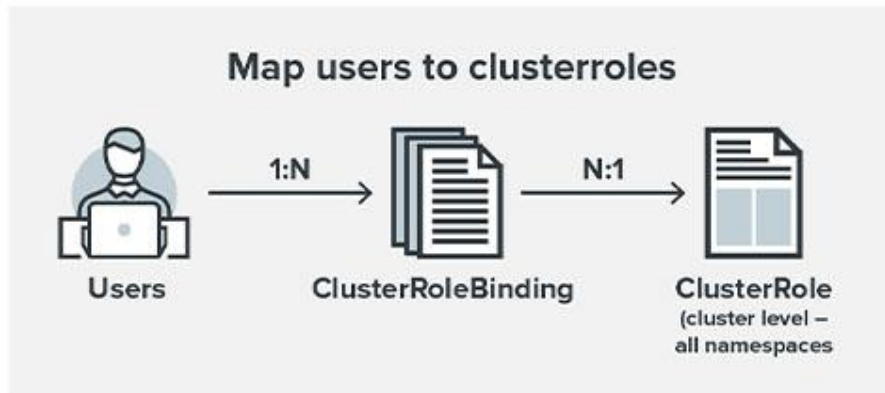 Map users to clusterroles
1:N
N:1
Users
ClusterRoleBinding
ClusterRole
(cluster level –
all namespaces